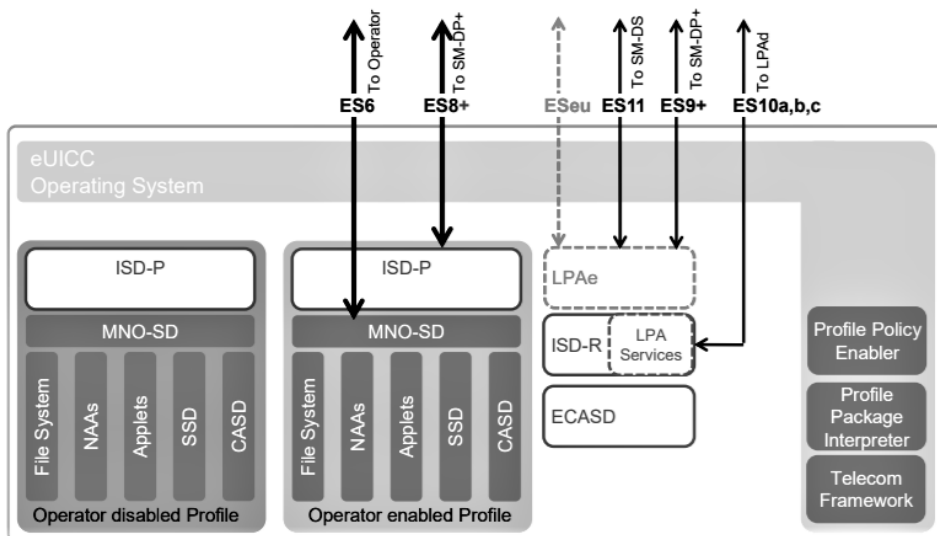 To Operator
To SM-DP+
To SM-DS
To SM-DP+
To LPAd
ES6
ES8+
ESeu
ES11
ES9+
ES10a,b,c
eUICC
Operating System
ISD-P
MNO-SD
File System
NAAs
Applets
SSD
CASD
Operator disabled Profile
ISD-P
MNO-SD
File System
NAAs
Applets
SSD
CASD
Operator enabled Profile
LPAe
ISD-R
LPA
Services
ECASD
Profile Policy
Enabler
Profile
Package
Interpreter
Telecom
Framework